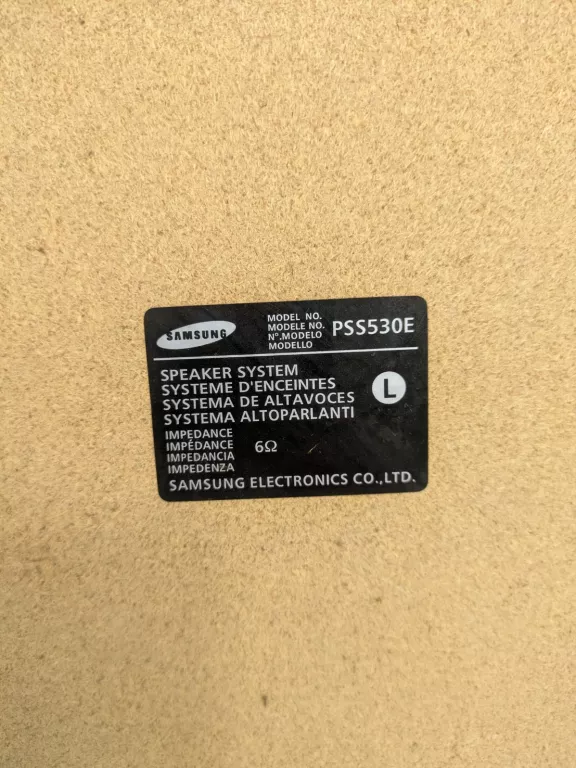 SAMSUNG
MODEL NO.
MODELE NO.
N°.MODELO
MODELLO
PSS530E
SPEAKER SYSTEM
SYSTEME D'ENCEINTES
SYSTEMA DE ALTAVOCES
SYSTEMA ALTOPARLANTI
L
IMPEDANCE
IMPÉDANCE
IMPEDANCIA
IMPEDENZA
6Ω
SAMSUNG ELECTRONICS CO.,LTD.